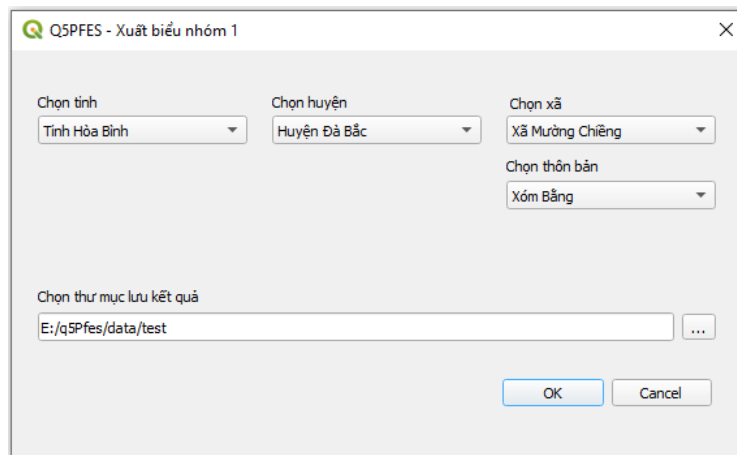 Q5PFES - Xuất biểu nhóm 1
Chọn tỉnh
Chọn huyện
Chọn xã
Tỉnh Hòa Bình
Huyện Đà Bắc
Xã Mường Chiềng
Chọn thôn bản
Xóm Bằng
Chọn thư mục lưu kết quả
E:/q5Pfes/data/test
...
OK
Cancel